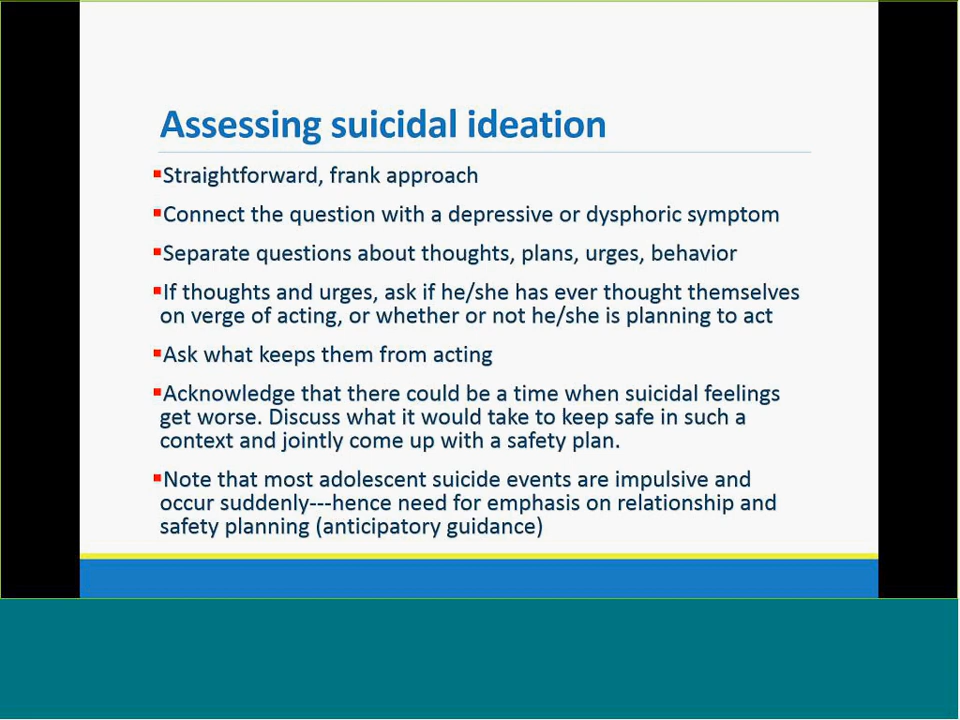 Assessing suicidal ideation
▪Straightforward, frank approach
▪Connect the question with a depressive or dysphoric symptom
▪Separate questions about thoughts, plans, urges, behavior
▪If thoughts and urges, ask if he/she has ever thought themselves
on verge of acting, or whether or not he/she is planning to act
▪Ask what keeps them from acting
▪Acknowledge that there could be a time when suicidal feelings
get worse. Discuss what it would take to keep safe in such a
context and jointly come up with a safety plan.
▪Note that most adolescent suicide events are impulsive and
occur suddenly---hence need for emphasis on relationship and
safety planning (anticipatory guidance)